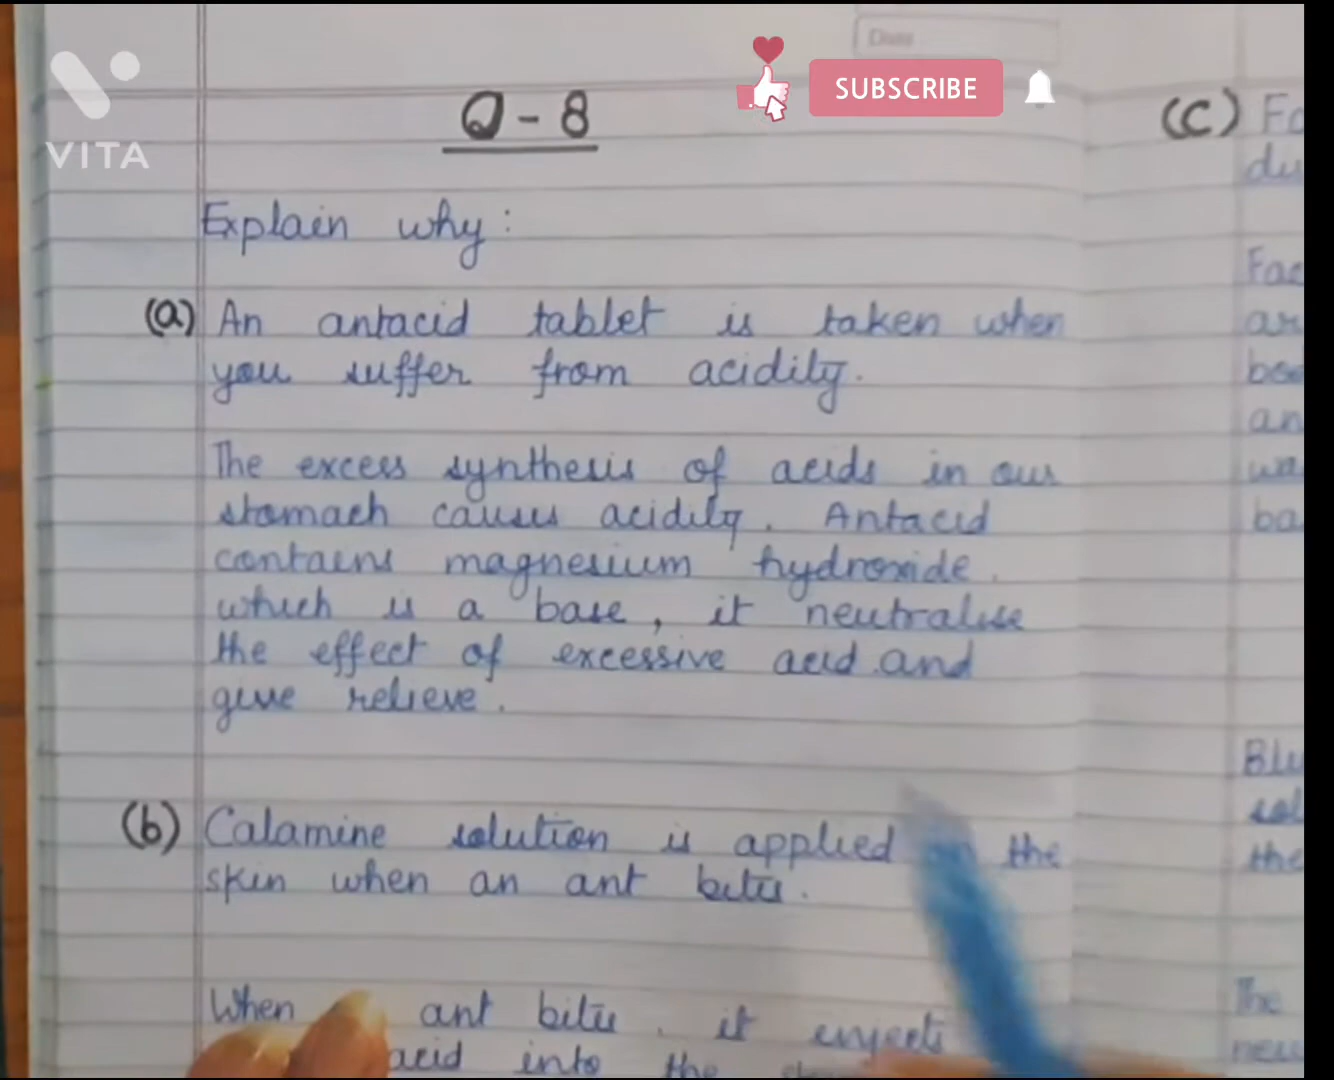 VITA
Date
SUBSCRIBE
Q - 8
Explain why :
(a) An antacid tablet is taken when
you suffer from acidity.
The excess synthesis of acids in our
stomach causes acidity. Antacid
contains magnesium hydroxide.
which is a base, it neutralise
the effect of excessive acid and
give relieve.
(b) Calamine solution is applied the
skin when an ant bites.
When ant bites, it injects
acid into the
(C)